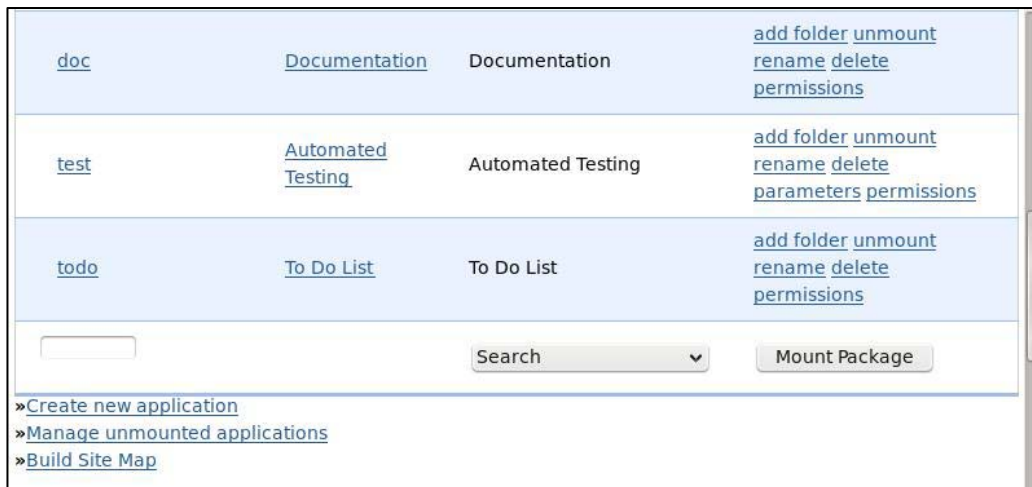 doc Documentation Documentation add folder unmount
rename delete
permissions
test Automated Testing Automated Testing add folder unmount
rename delete
parameters permissions
todo To Do List To Do List add folder unmount
rename delete
permissions
Search Mount Package
»Create new application
»Manage unmounted applications
»Build Site Map